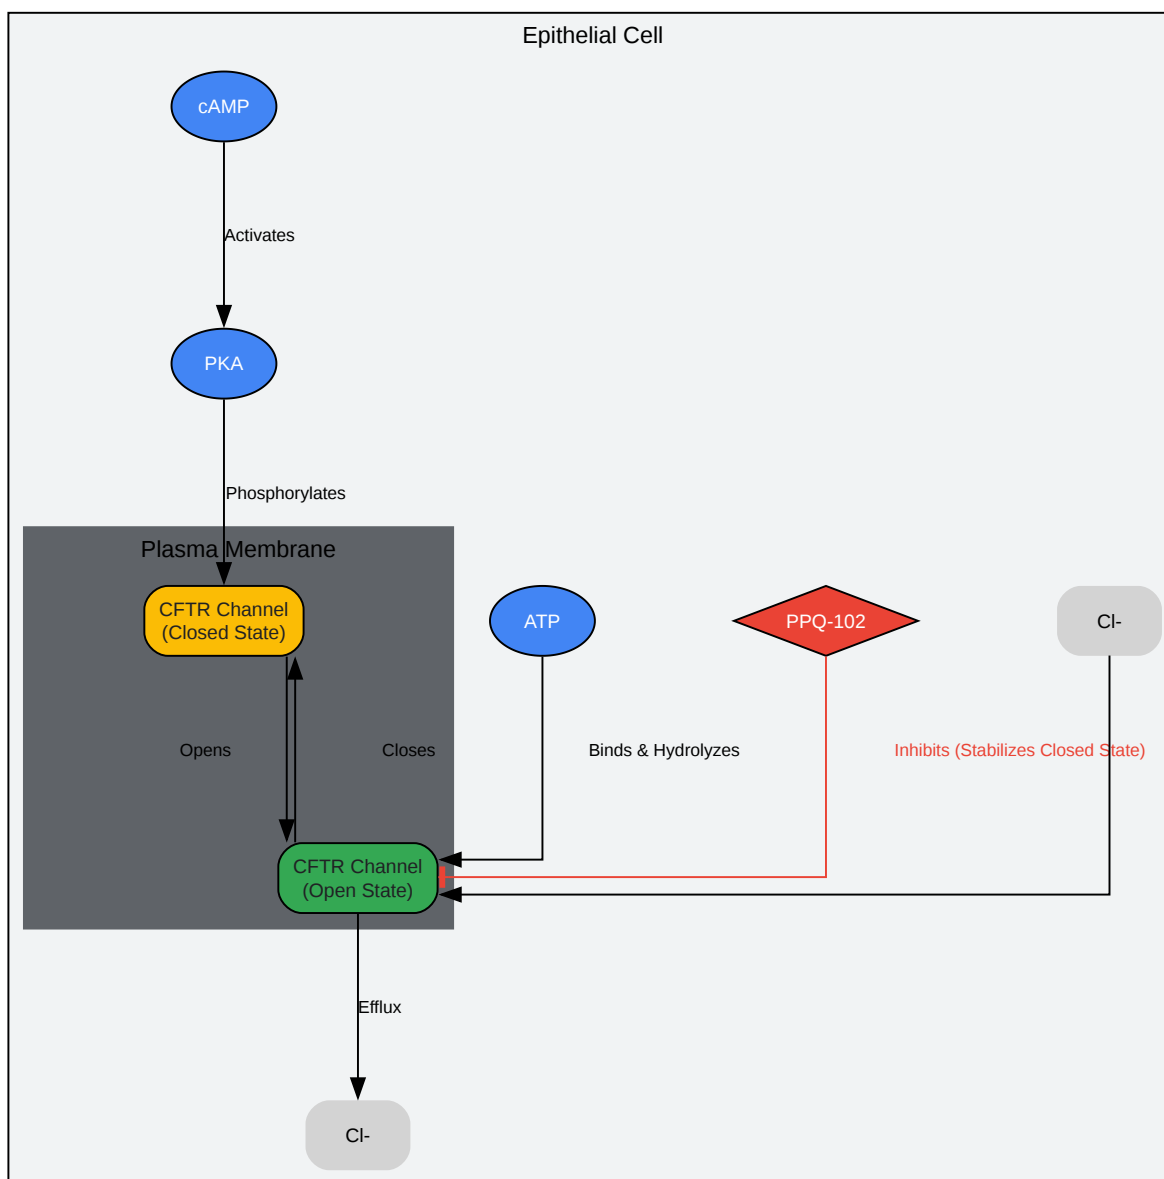 Epithelial Cell
cAMP
Activates
PKA
Phosphorylates
Plasma Membrane
CFTR Channel
(Closed State)
ATP
PPQ-102
Cl-
Opens
Closes
Binds & Hydrolyzes
Inhibits (Stabilizes Closed State)
CFTR Channel
(Open State)
Efflux
Cl-